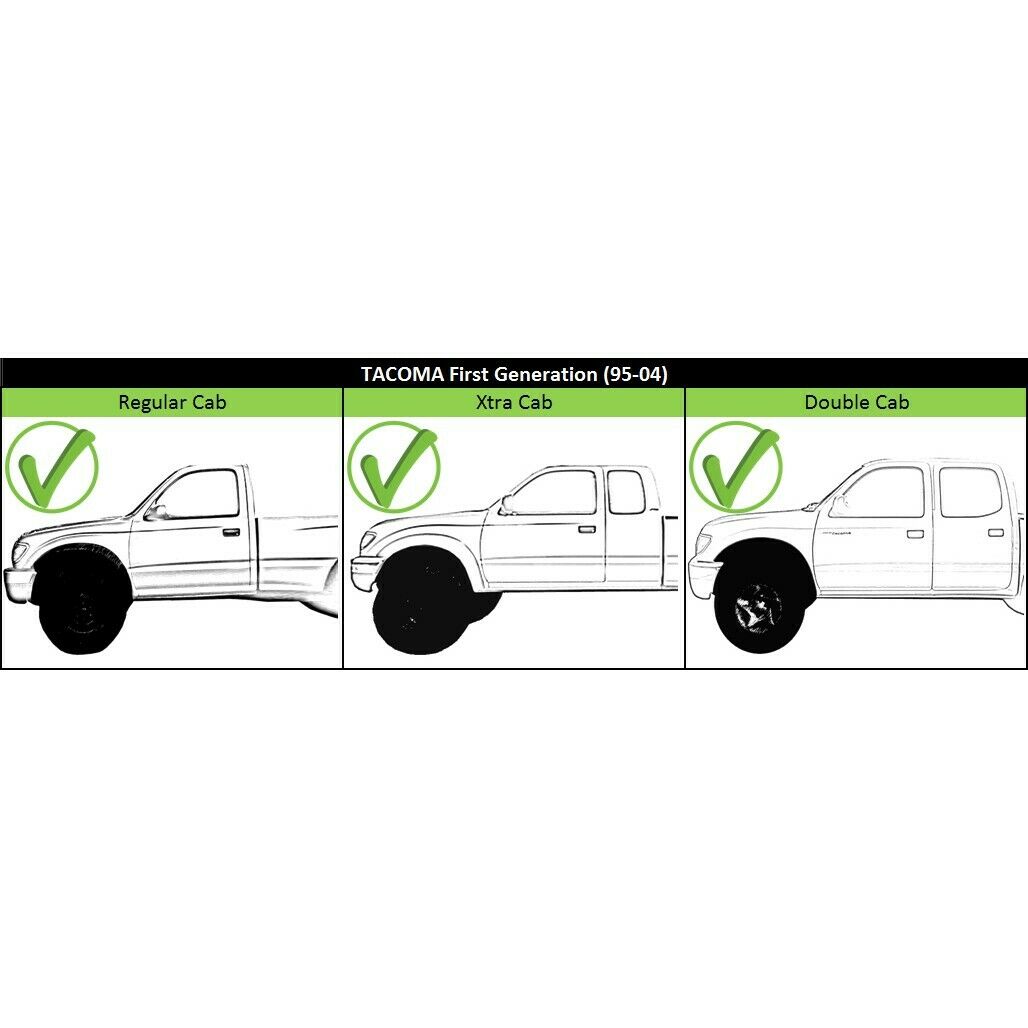 TACOMA First Generation (95-04)
Regular Cab
Xtra Cab
Double Cab